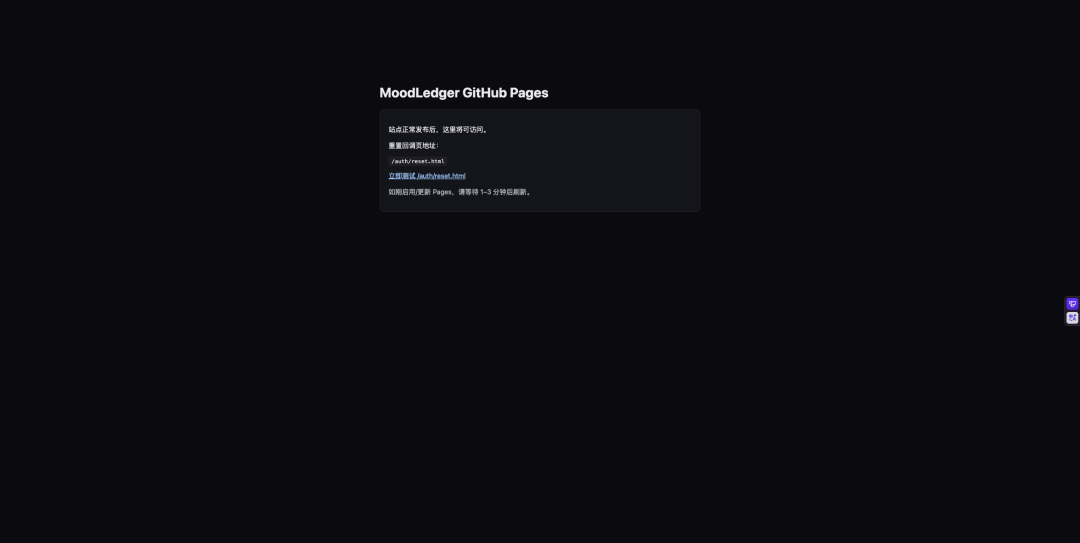 MoodLedger GitHub Pages
站点正常发布后，这里将可访问。
重置回调页地址：
/auth/reset.html
立即测试 /auth/reset.html
如刚启用/更新 Pages，请等待 1–3 分钟后刷新。